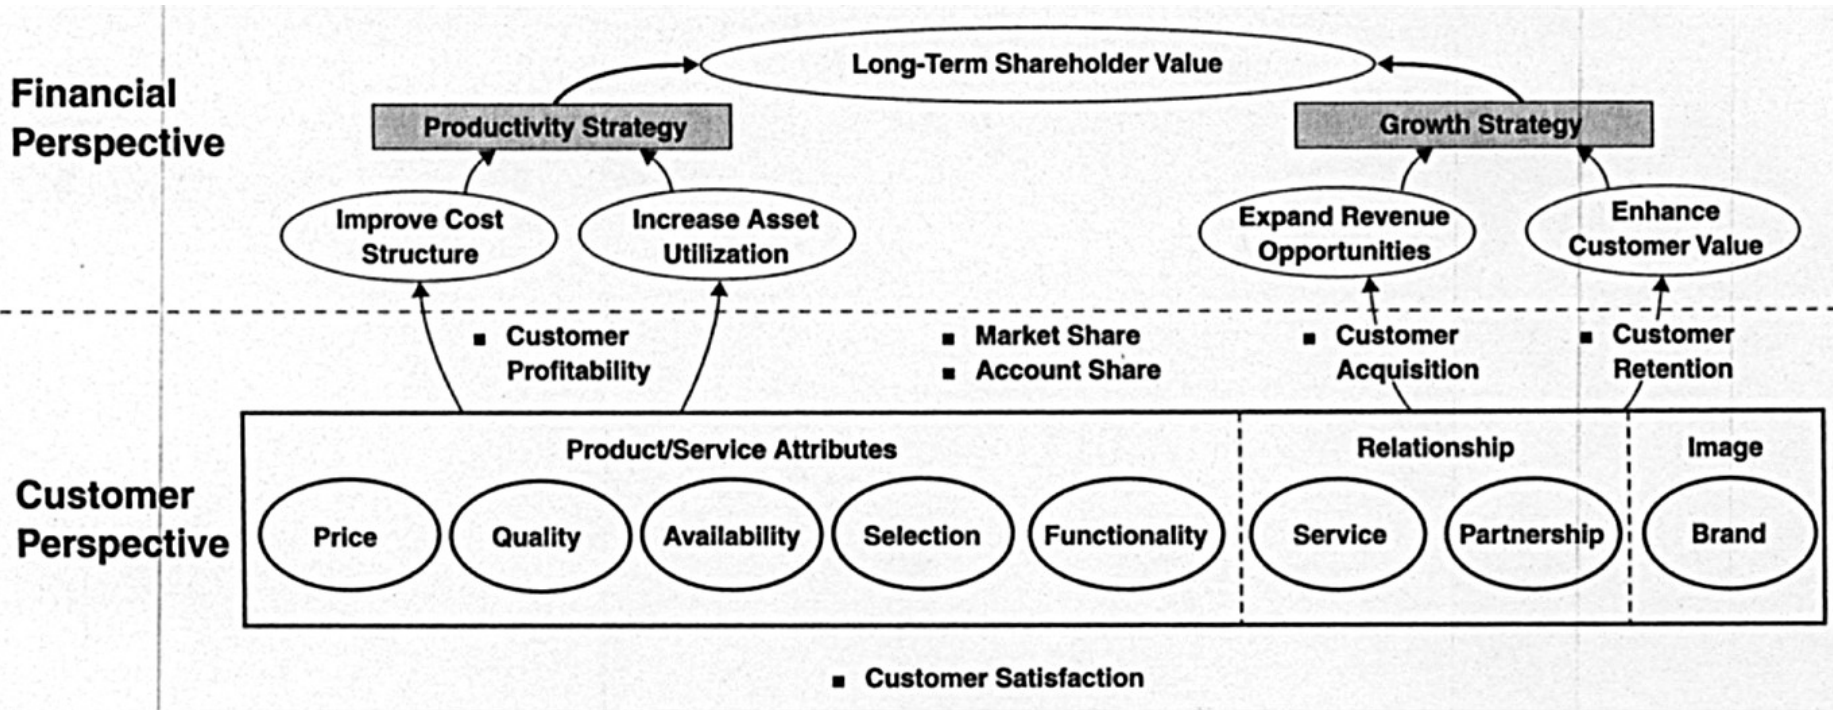 Financial
Perspective
Long-Term Shareholder Value
Productivity Strategy
Growth Strategy
Improve Cost
Structure
Increase Asset
Utilization
Expand Revenue
Opportunities
Enhance
Customer Value
Customer
Perspective
■ Customer
Profitability
■ Market Share
■ Account Share
■ Customer
Acquisition
■ Customer
Retention
Product/Service Attributes
Relationship
Image
Price
Quality
Availability
Selection
Functionality
Service
Partnership
Brand
■ Customer Satisfaction